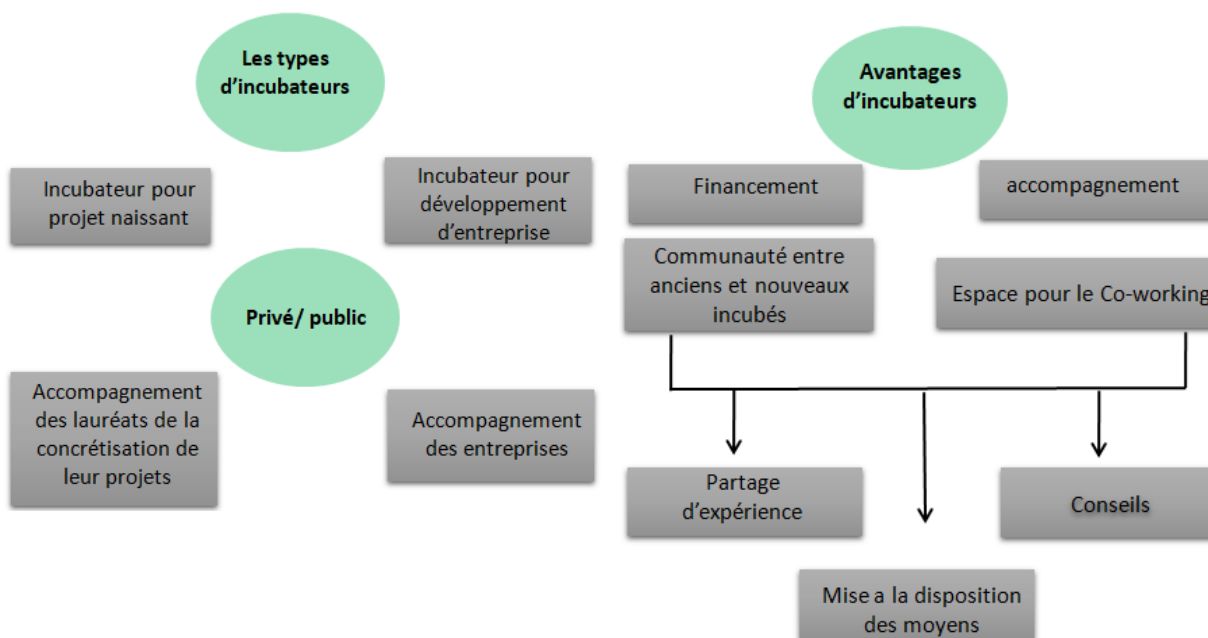 Les types
d'incubateurs
Incubateur pour
projet naissant
Incubateur pour
développement
d'entreprise
Privé/ public
Accompagnement
des lauréats de la
concrétisation de
leur projets
Accompagnement
des entreprises
Avantages
d'incubateurs
Financement
accompagnement
Communauté entre
anciens et nouveaux
incubés
Espace pour le Co-working
Partage
d'expérience
Conseils
Mise a la disposition
des moyens